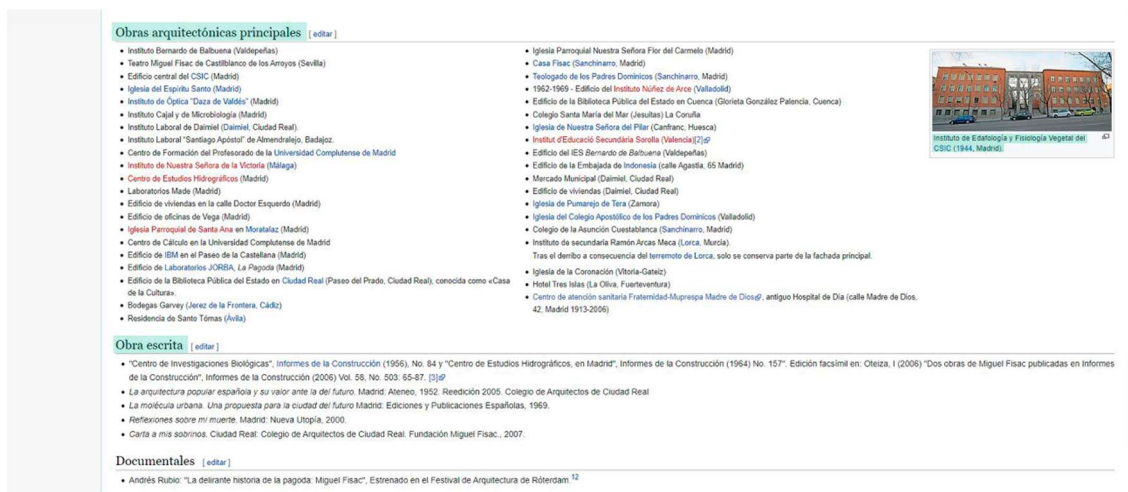 Obras arquitectónicas principales [ editar ]
• Instituto Bernardo de Balbuena (Valdepeñas)
• Teatro Miguel Fisac de Castilblanco de los Arroyos (Sevilla)
• Edificio central del CSIC (Madrid)
• Iglesia del Espíritu Santo (Madrid)
• Instituto de Óptica "Daza de Valdés" (Madrid)
• Instituto Cajal y de Microbiología (Madrid)
• Instituto Laboral de Daimiel (Daimiel, Ciudad Real).
• Instituto Laboral "Santiago Apóstol" de Almendralejo, Badajoz.
• Centro de Formación del Profesorado de la Universidad Complutense de Madrid
• Instituto de Nuestra Señora de la Victoria (Málaga)
• Centro de Estudios Hidrográficos (Madrid)
• Laboratorios Made (Madrid)
• Edificio de viviendas en la calle Doctor Esquerdo (Madrid)
• Edificio de oficinas de Vega (Madrid)
• Iglesia Parroquial de Santa Ana en Moratalaz (Madrid)
• Centro de Cálculo en la Universidad Complutense de Madrid
• Edificio de IBM en el Paseo de la Castellana (Madrid)
• Edificio de Laboratorios JORBA, La Pagoda (Madrid)
• Edificio de la Biblioteca Pública del Estado en Ciudad Real (Paseo del Prado, Ciudad Real), conocida como «Casa
de la Cultura».
• Bodegas Garvey (Jerez de la Frontera, Cádiz)
• Residencia de Santo Tómas (Ávila)
• Iglesia Parroquial Nuestra Señora Flor del Carmelo (Madrid)
• Casa Fisac (Sanchinarro, Madrid)
• Teologado de los Padres Dominicos (Sanchinarro, Madrid)
• 1962-1969 - Edificio del Instituto Núñez de Arce (Valladolid)
• Edificio de la Biblioteca Pública del Estado en Cuenca (Glorieta González Palencia, Cuenca)
• Colegio Santa María del Mar (Jesuitas) La Coruña
• Iglesia de Nuestra Señora del Pilar (Canfranc, Huesca)
• Institut d'Educació Secundària Sorolla (Valencia)[2]
• Edificio del IES Bernardo de Balbuena (Valdepeñas)
• Edificio de la Embajada de Indonesia (calle Agastia, 65 Madrid)
• Mercado Municipal (Daimiel, Ciudad Real)
• Edificio de viviendas (Daimiel, Ciudad Real)
• Iglesia de Pumarejo de Tera (Zamora)
• Iglesia del Colegio Apostólico de los Padres Dominicos (Valladolid)
• Colegio de la Asunción Cuestablanca (Sanchinarro, Madrid)
• Instituto de secundaria Ramón Arcas Meca (Lorca, Murcia).
Tras el derribo a consecuencia del terremoto de Lorca, solo se conserva parte de la fachada principal.
• Iglesia de la Coronación (Vitoria-Gateiz)
• Hotel Tres Islas (La Oliva, Fuerteventura)
• Centro de atención sanitaria Fraternidad-Muprespa Madre de Dios, antiguo Hospital de Día (calle Madre de Dios,
42, Madrid 1913-2006)
Instituto de Edafología y Fisiología Vegetal del
CSIC (1944, Madrid).
Obra escrita [ editar ]
• "Centro de Investigaciones Biológicas", Informes de la Construcción (1956), No. 84 y "Centro de Estudios Hidrográficos, en Madrid", Informes de la Construcción (1964) No. 157". Edición facsímil en: Oteiza, I (2006) "Dos obras de Miguel Fisac publicadas en Informes
de la Construcción", Informes de la Construcción (2006) Vol. 58, No. 503: 65-87. [3]
• La arquitectura popular española y su valor ante la del futuro. Madrid: Ateneo, 1952. Reedición 2005. Colegio de Arquitectos de Ciudad Real
• La molécula urbana. Una propuesta para la ciudad del futuro Madrid: Ediciones y Publicaciones Españolas, 1969.
• Reflexiones sobre mi muerte. Madrid: Nueva Utopía, 2000.
• Carta a mis sobrinos. Ciudad Real: Colegio de Arquitectos de Ciudad Real. Fundación Miguel Fisac., 2007.
Documentales [ editar ]
• Andrés Rubio: "La delirante historia de la pagoda: Miguel Fisac", Estrenado en el Festival de Arquitectura de Róterdam.12